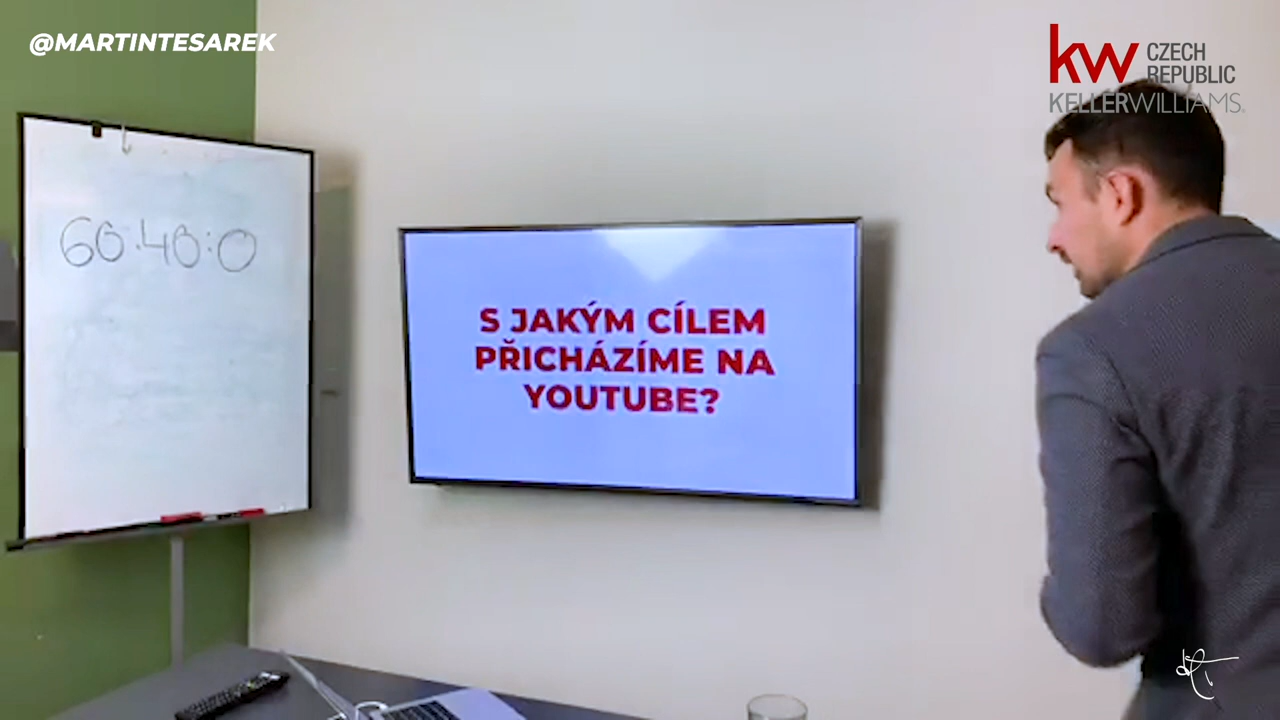 @MARTINTESAREK
kw CZECH
REPUBLIC
KELLERWILLIAMS
60:40:0
S JAKÝM CÍLEM
PŘICHÁZÍME NA
YOUTUBE?